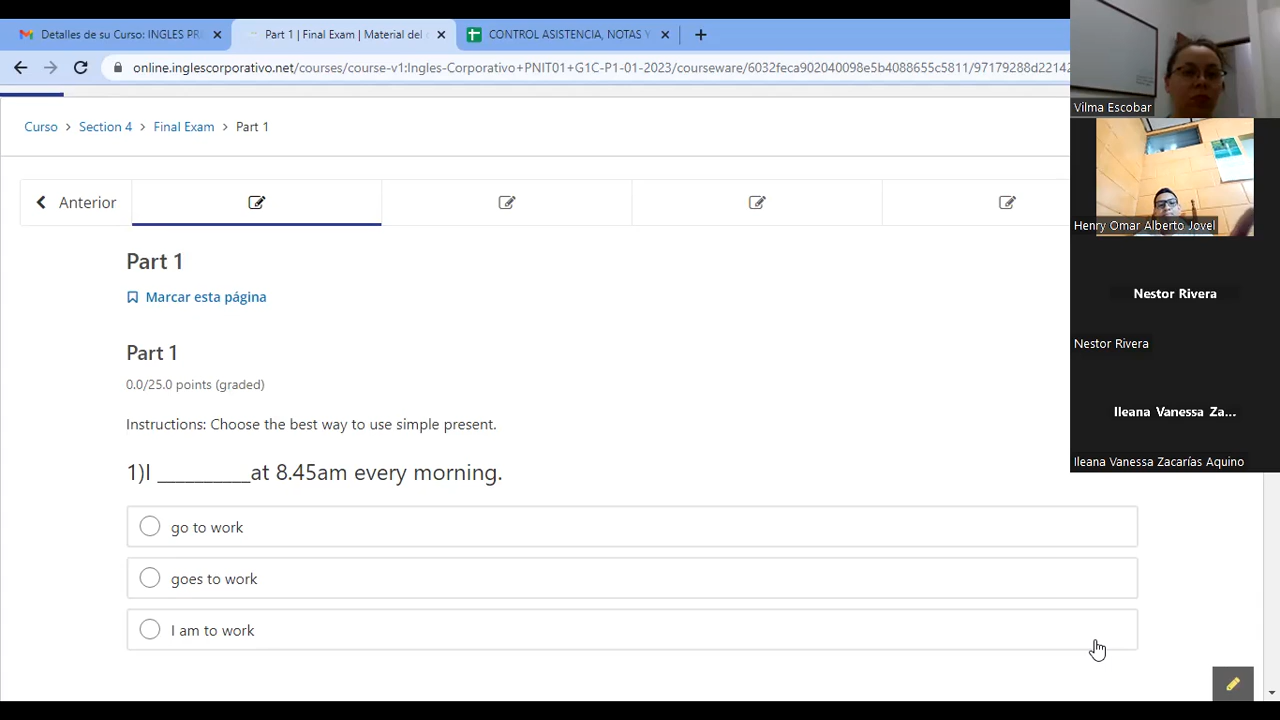 Detalles de su Curso: INGLES PR
Part 1 | Final Exam | Material del
CONTROL ASISTENCIA, NOTAS Y
online.inglescorporativo.net/courses/course-v1:Ingles-Corporativo+PNIT01+G1C-P1-01-2023/courseware/6032feca902040098e5b4088655c5811/97179288d22142
Curso > Section 4 > Final Exam > Part 1
Anterior
Part 1
Marcar esta página
Part 1
0.0/25.0 points (graded)
Instructions: Choose the best way to use simple present.
1)I __________at 8.45am every morning.
go to work
goes to work
I am to work
Vilma Escobar
Henry Omar Alberto Jovel
Nestor Rivera
Nestor Rivera
Ileana Vanessa Za...
Ileana Vanessa Zacarías Aquino